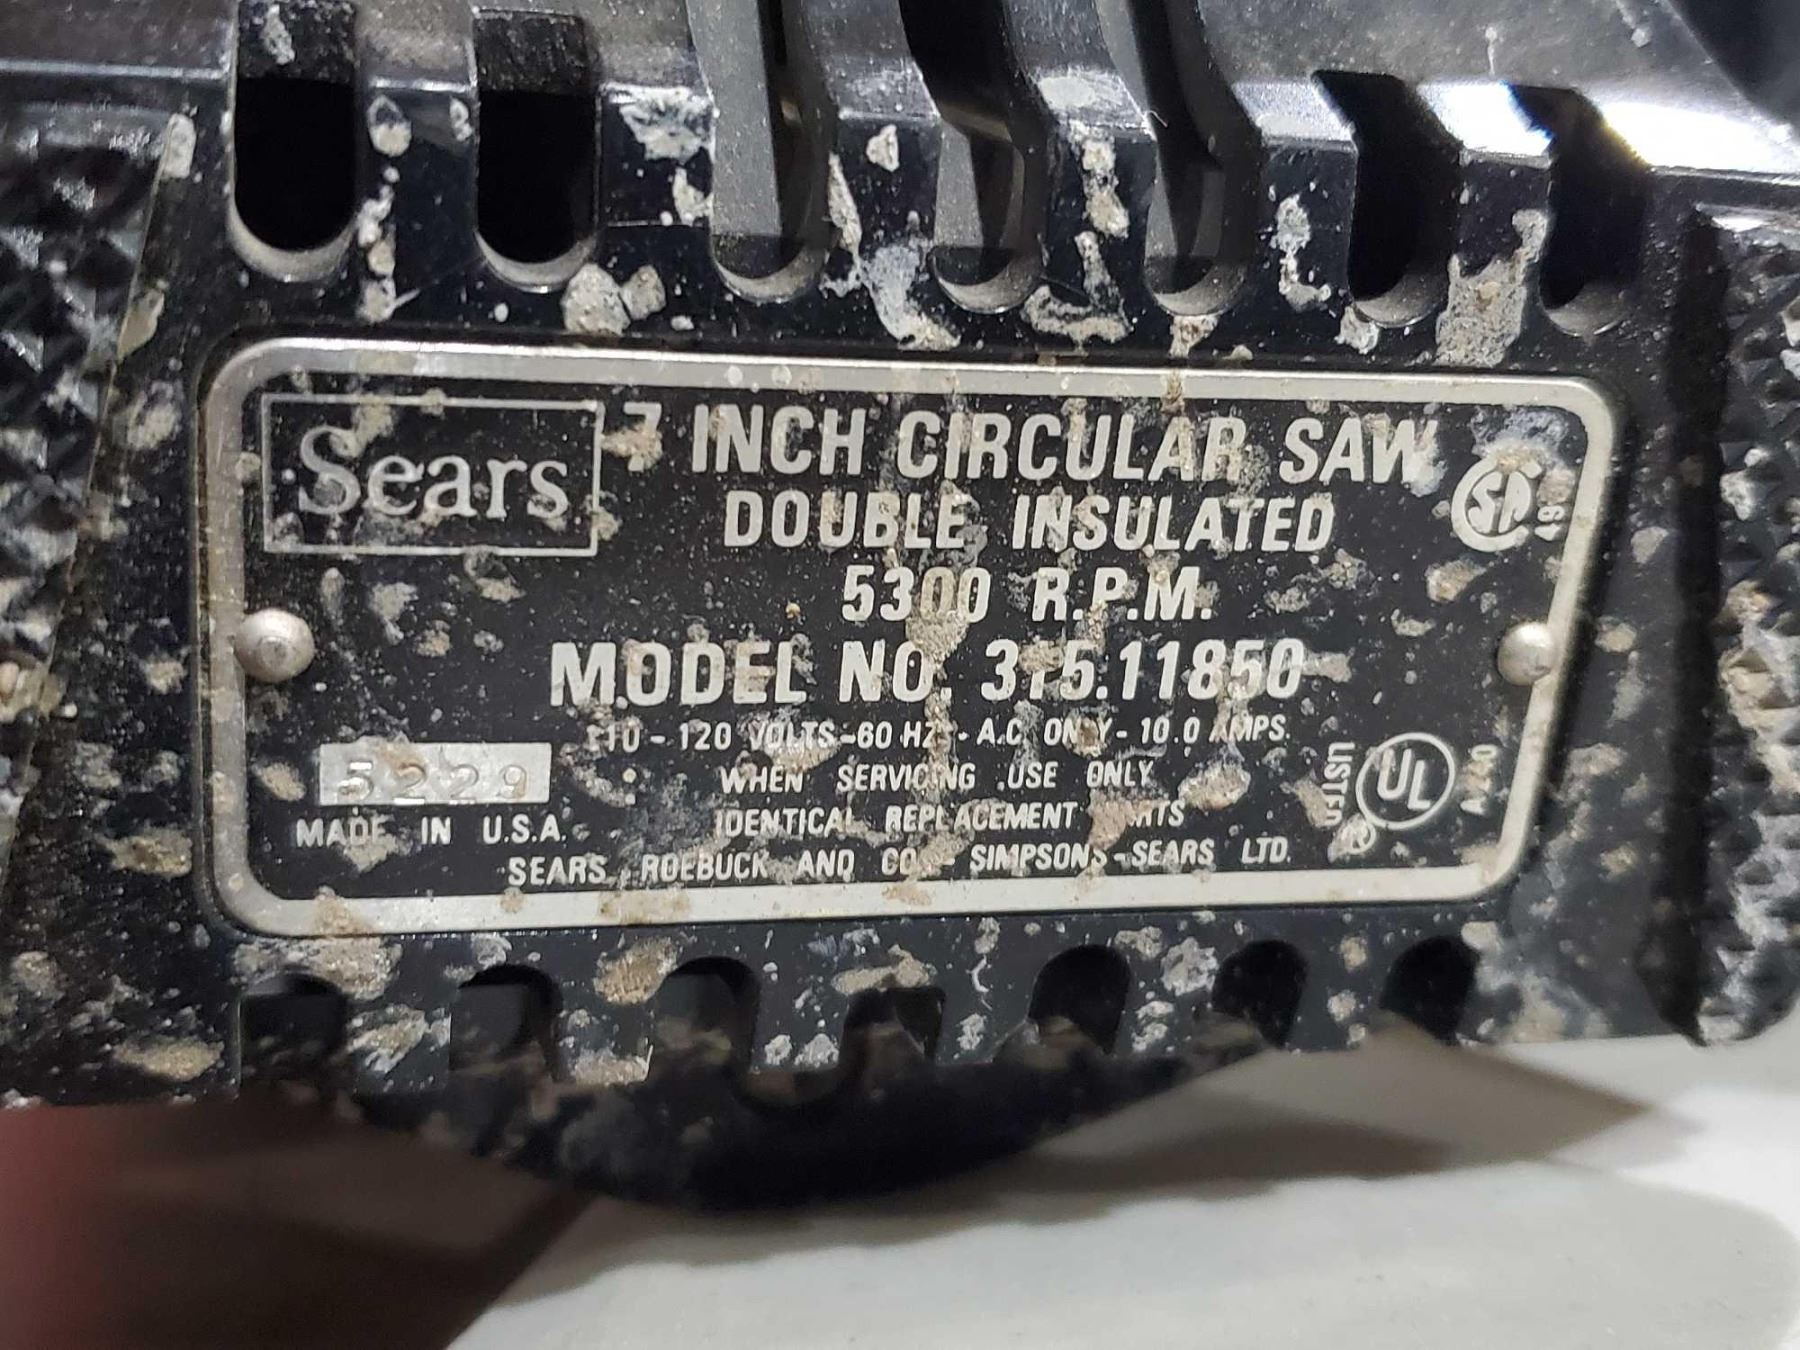 Sears
7 INCH CIRCULAR SAW
DOUBLE INSULATED
5300 R.P.M.
MODEL NO. 315.11850
110-120 VOLTS-60 HZ.-A.C. ONLY-10.0 AMPS.
5229
WHEN SERVICING USE ONLY
IDENTICAL REPLACEMENT PARTS
MADE IN U.S.A.
SEARS, ROEBUCK AND CO.-SIMPSONS-SEARS LTD.
LISTED
UL